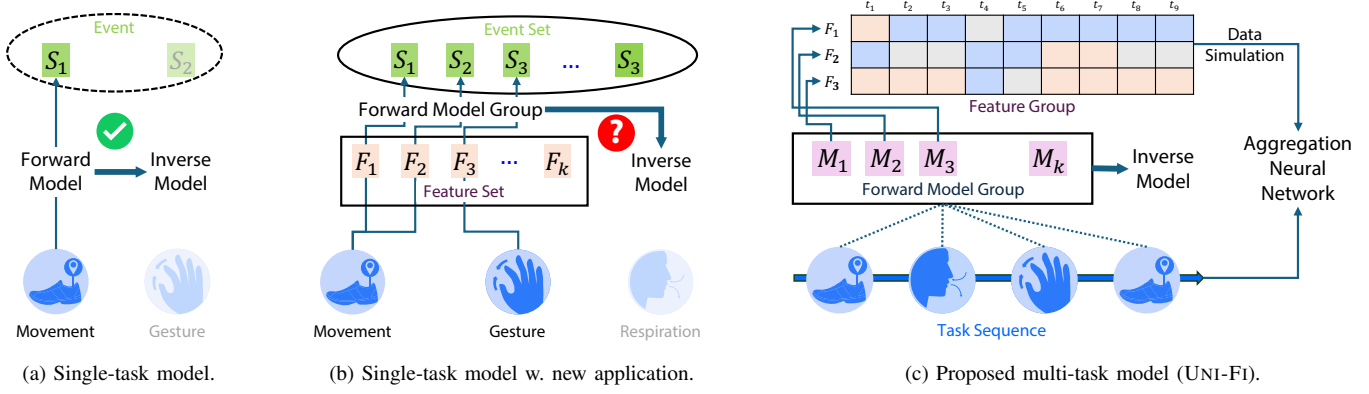 Event
S1
S2
Forward
Model
Inverse
Model
Movement
Gesture
(a) Single-task model.
Event Set
S1
S2
S3
...
S3
Forward Model Group
?
Inverse
Model
F1
F2
F3
...
Fk
Feature Set
Movement
Gesture
Respiration
(b) Single-task model w. new application.
t1 t2 t3 t4 t5 t6 t7 t8 t9
F1
F2
F3
Feature Group
Data
Simulation
M1
M2
M3
Mk
Forward Model Group
Inverse
Model
Aggregation
Neural
Network
Task Sequence
(c) Proposed multi-task model (UNI-FI).